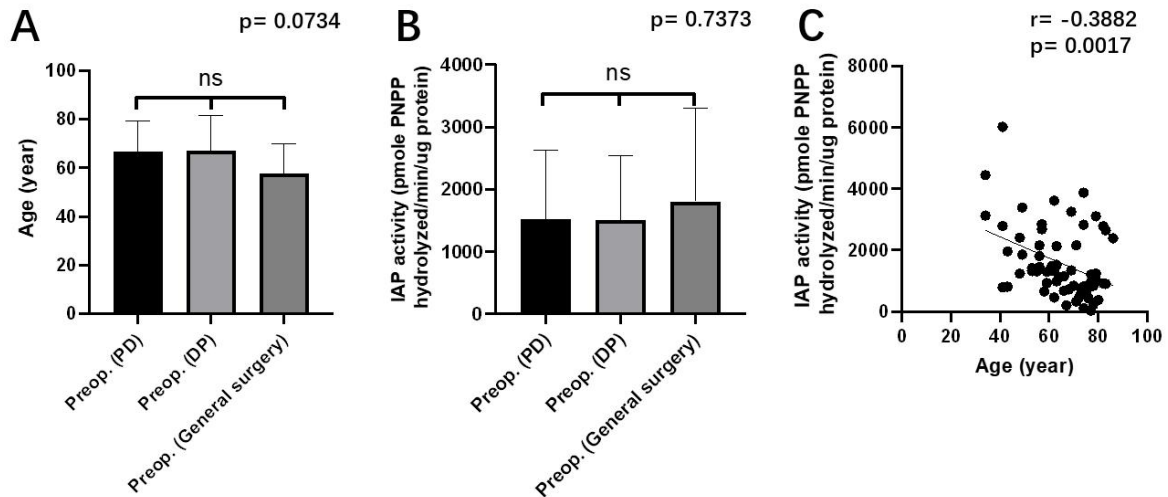 A
p= 0.0734
ns
Age (year)
100
80
60
40
20
0
Preop. (PD)
Preop. (DP)
Preop. (General surgery)
B
p= 0.7373
ns
IAP activity (pmole PNPP
hydrolyzed/min/ug protein)
4000
3000
2000
1000
0
Preop. (PD)
Preop. (DP)
Preop. (General surgery)
C
r= -0.3882
p= 0.0017
IAP activity (pmole PNPP
hydrolyzed/min/ug protein)
8000
6000
4000
2000
0
0 20 40 60 80 100
Age (year)